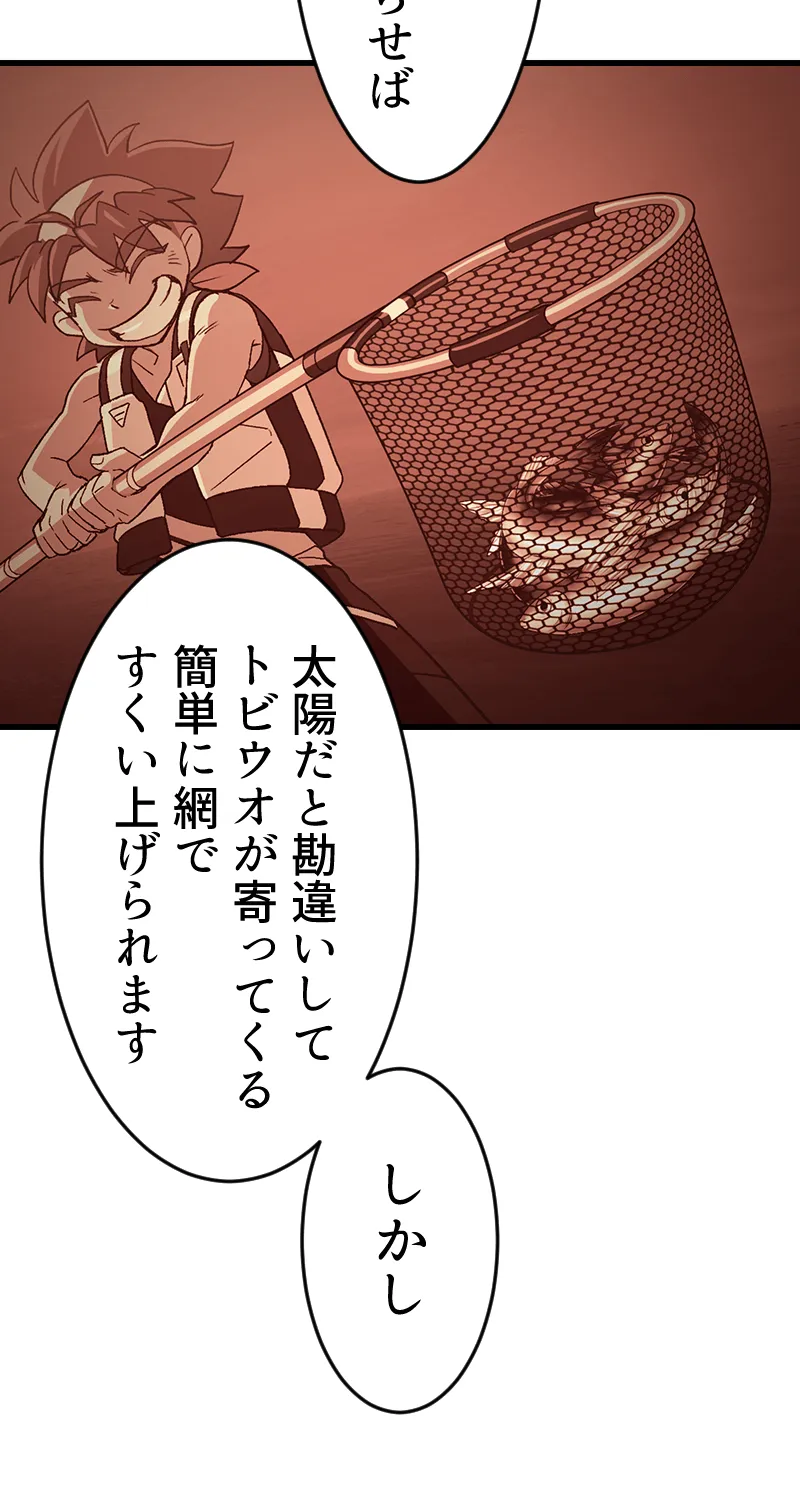 らせば
太陽だと勘違いして
トビウオが寄ってくる
簡単に網で
すくい上げられます
しかし